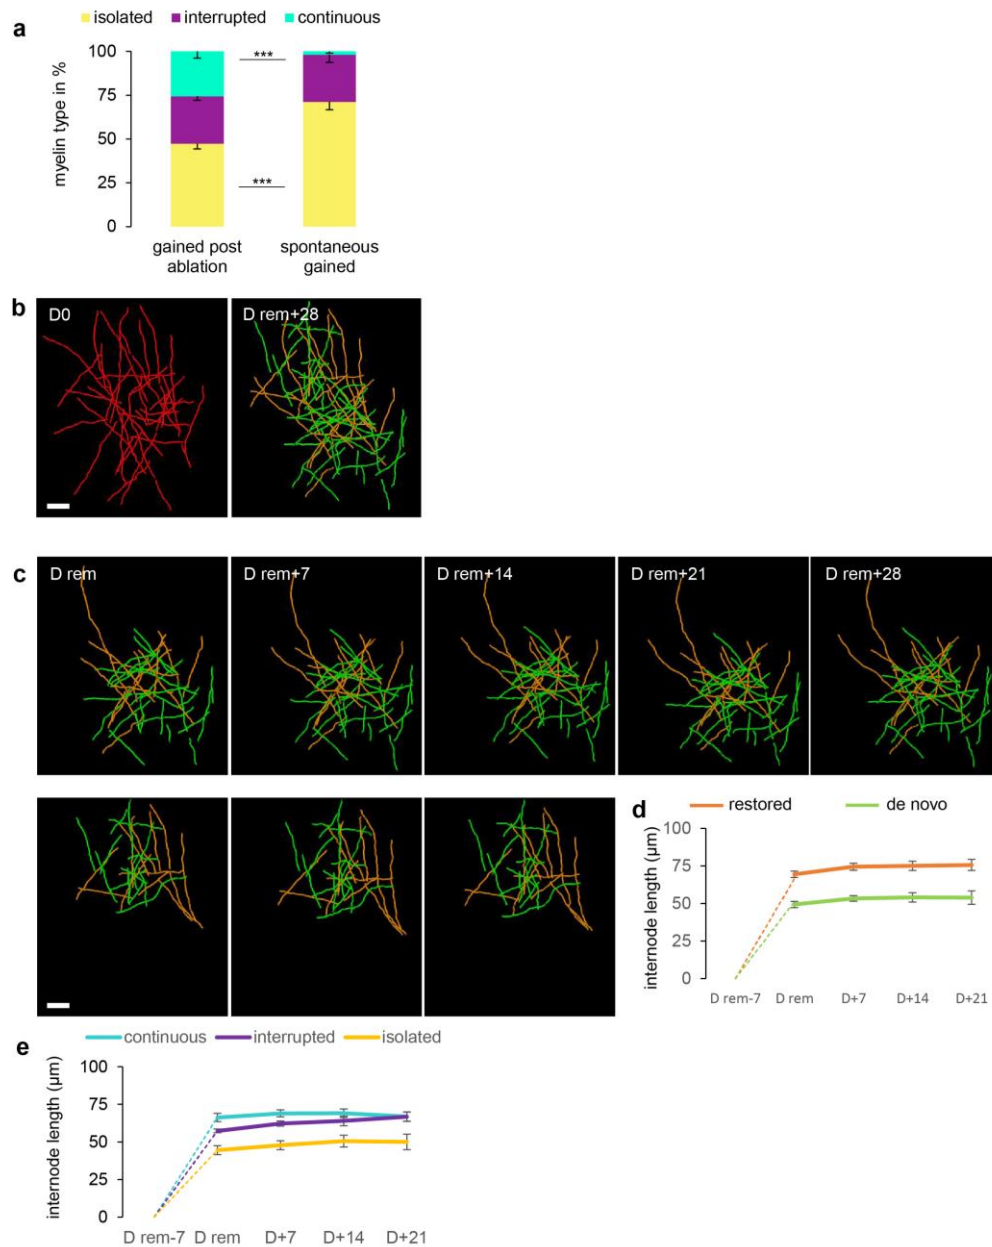 isolated interrupted continuous
a
100
75
50
25
0
myelin type in %
***
***
gained post
ablation
spontaneous
gained
b
D0
D rem+28
c
D rem
D rem+7
D rem+14
D rem+21
D rem+28
d
restored de novo
100
75
50
25
0
internode length (µm)
D rem-7 D rem D+7 D+14 D+21
e
continuous interrupted isolated
100
75
50
25
0
internode length (µm)
D rem-7 D rem D+7 D+14 D+21